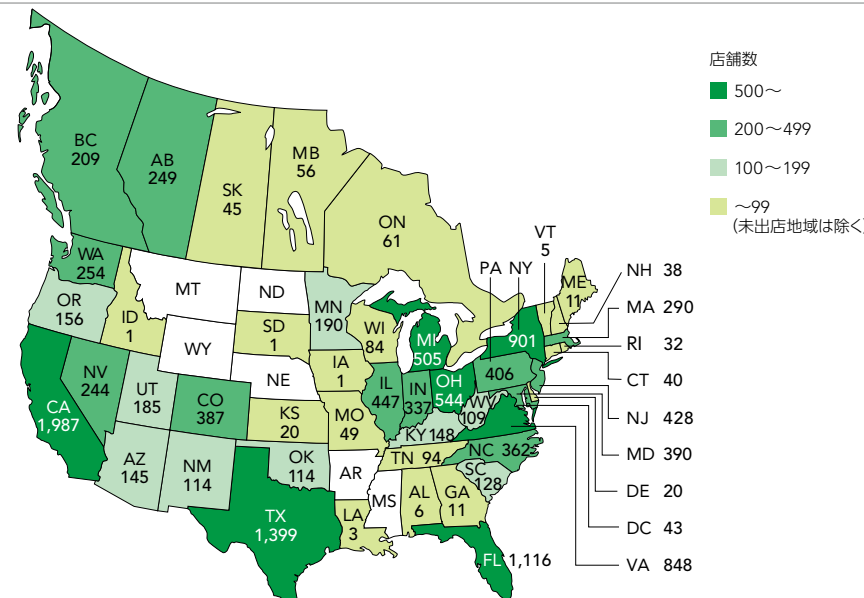 店舗数
500～
200～499
100～199
～99
(未出店地域は除く
BC
209
AB
249
SK
45
MB
56
ON
61
VT
5
PA
NY
901
406
ME
11
NH 38
MA 290
RI 32
CT 40
NJ 428
MD 390
DE 20
DC 43
VA 848
WA
254
OR
156
ID
1
MT
ND
MN
190
WI
84
MI
505
SD
1
WY
NE
IA
1
IL
447
IN
337
OH
544
WV
109
CA
1,987
NV
244
UT
185
CO
387
KS
20
MO
49
KY 148
NC 362
TN 94
SC
128
AZ
145
NM
114
OK
114
AR
MS
AL
6
GA
11
TX
1,399
LA
3
FL 1,116